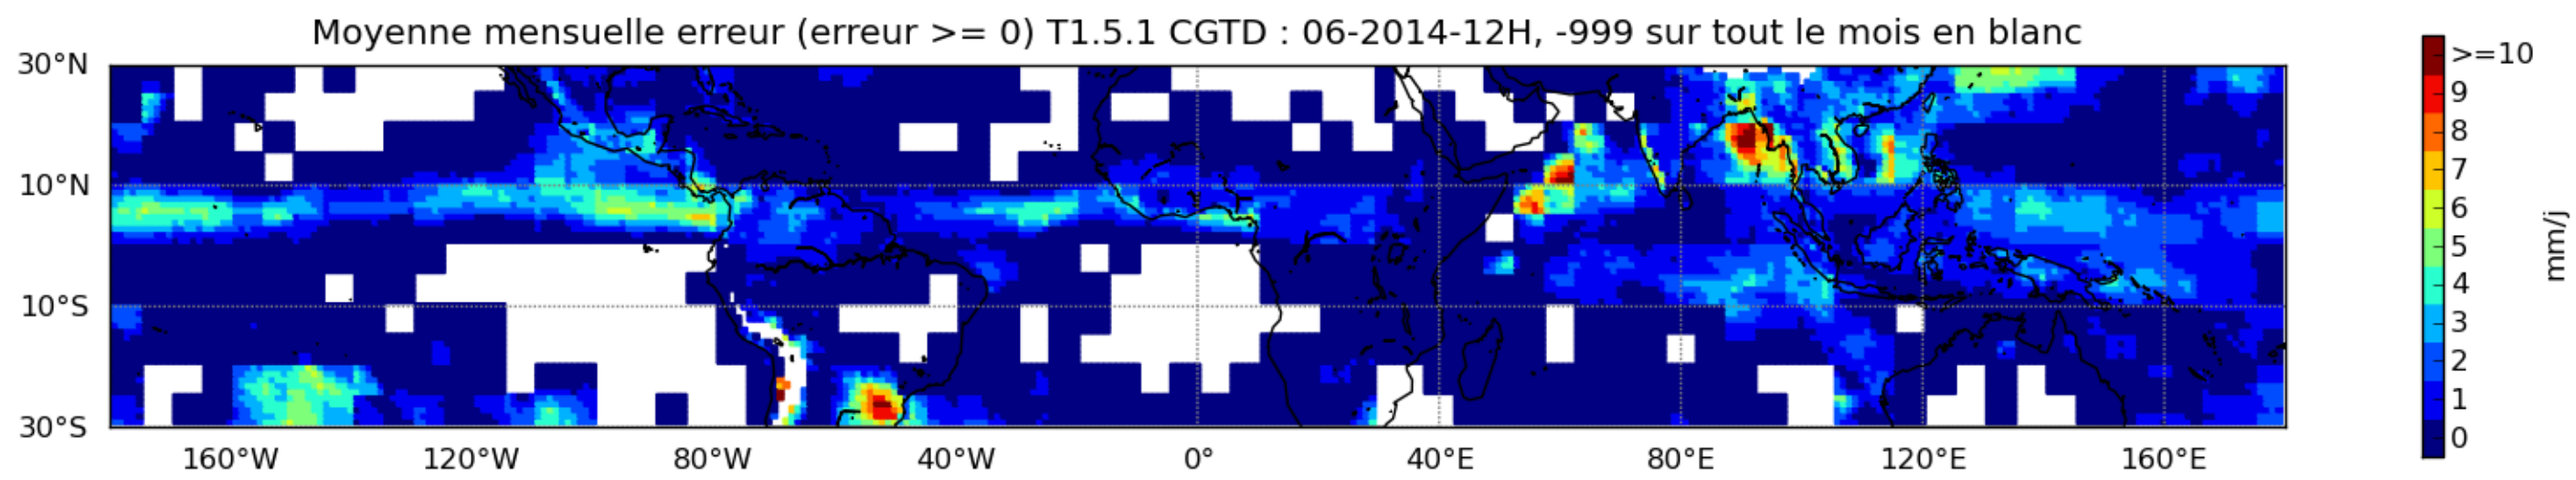 Moyenne mensuelle erreur (erreur >= 0) T1.5.1 CGTD : 06-2014-12H, -999 sur tout le mois en blanc
30°N
10°N
10°S
30°S
160°W 120°W 80°W 40°W 0° 40°E 80°E 120°E 160°E
>=10
9
8
7
6
5
4
3
2
1
0
mm/j